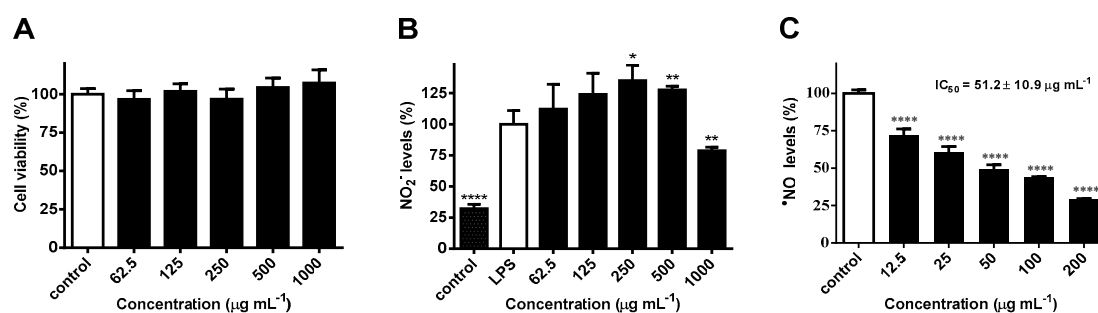 A
Cell viability (%)
100
50
0
control
62.5
125
250
500
1000
Concentration (µg mL⁻¹)
B
NO₂⁻ levels (%)
125
100
75
50
25
0
****
*
**
**
control
LPS
62.5
125
250
500
1000
Concentration (µg mL⁻¹)
C
•NO levels (%)
100
75
50
25
0
IC₅₀ = 51.2 ± 10.9 µg mL⁻¹
****
****
****
****
****
control
12.5
25
50
100
200
Concentration (µg mL⁻¹)